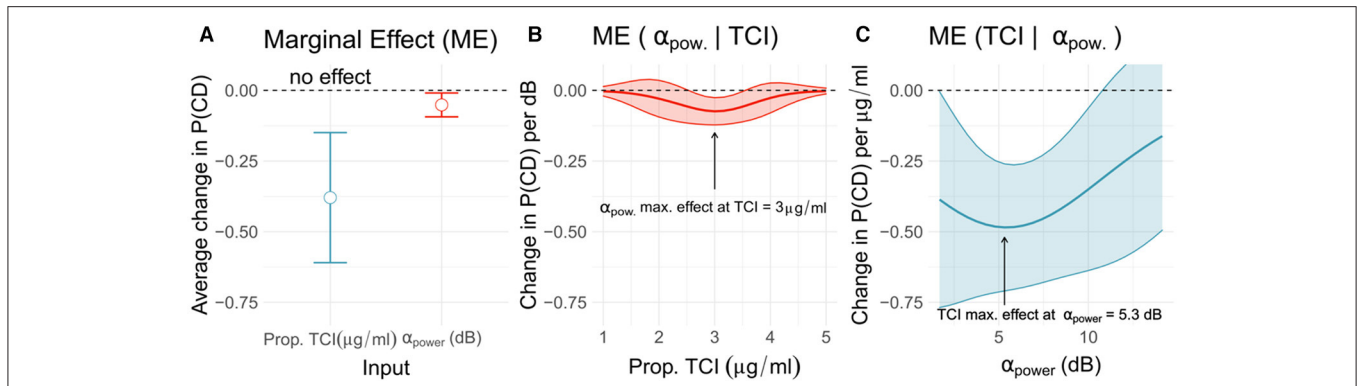 A Marginal Effect (ME)
no effect
0.00
−0.25
−0.50
−0.75
Average change in P(CD)
Prop. TCI(μg/ml) α_power (dB)
Input
B ME ( α_pow. | TCI)
0.00
−0.25
−0.50
−0.75
Change in P(CD) per dB
α_pow. max. effect at TCI = 3μg/ml
1 2 3 4 5
Prop. TCI (μg/ml)
C ME (TCI | α_pow. )
0.00
−0.25
−0.50
−0.75
Change in P(CD) per μg/ml
TCI max. effect at α_power = 5.3 dB
5 10
α_power (dB)